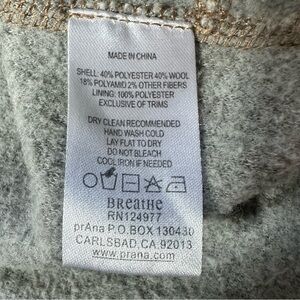 MADE IN CHINA
SHELL: 40% POLYESTER 40% WOOL
18% POLYAMID 2% OTHER FIBERS
LINING: 100% POLYESTER
EXCLUSIVE OF TRIMS
DRY CLEAN RECOMMENDED
HAND WASH COLD
LAY FLAT TO DRY
DO NOT BLEACH
COOL IRON IF NEEDED
BREATHE
RN124977
prAna P.O.BOX 130430
CARLSBAD,CA.92013
www.prana.com